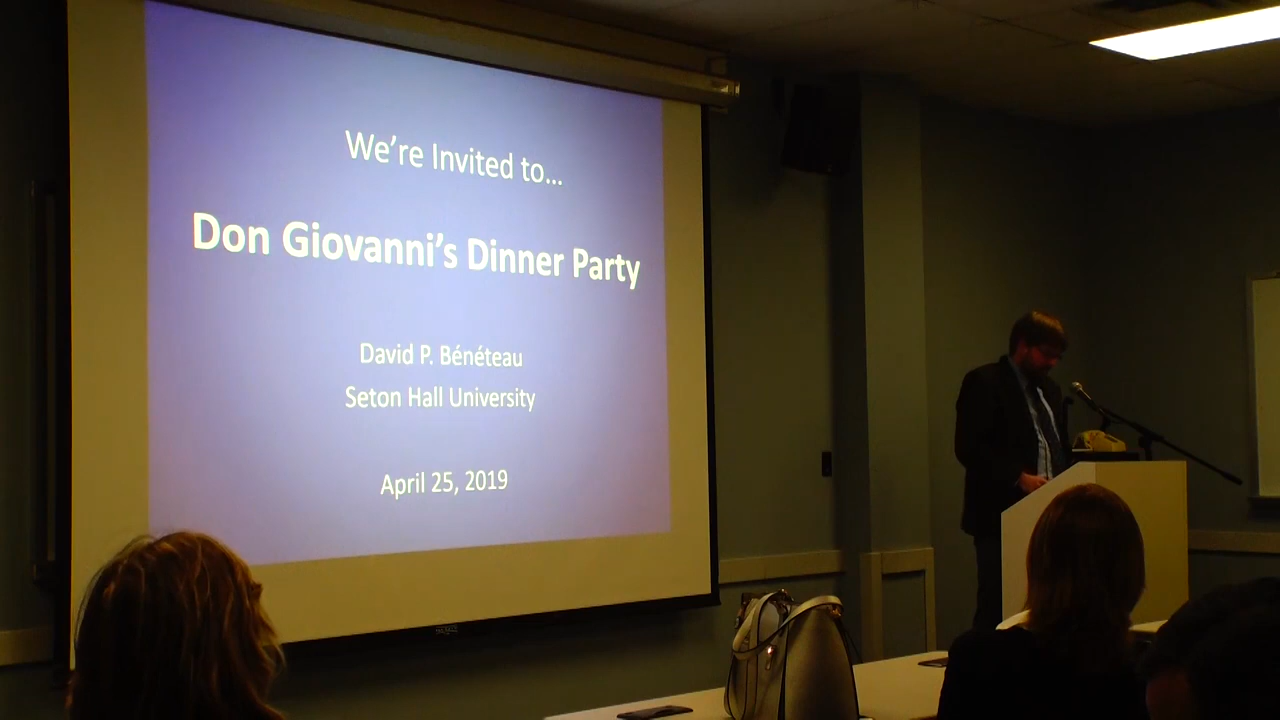 We're Invited to...
Don Giovanni's Dinner Party
David P. Bénéteau
Seton Hall University
April 25, 2019